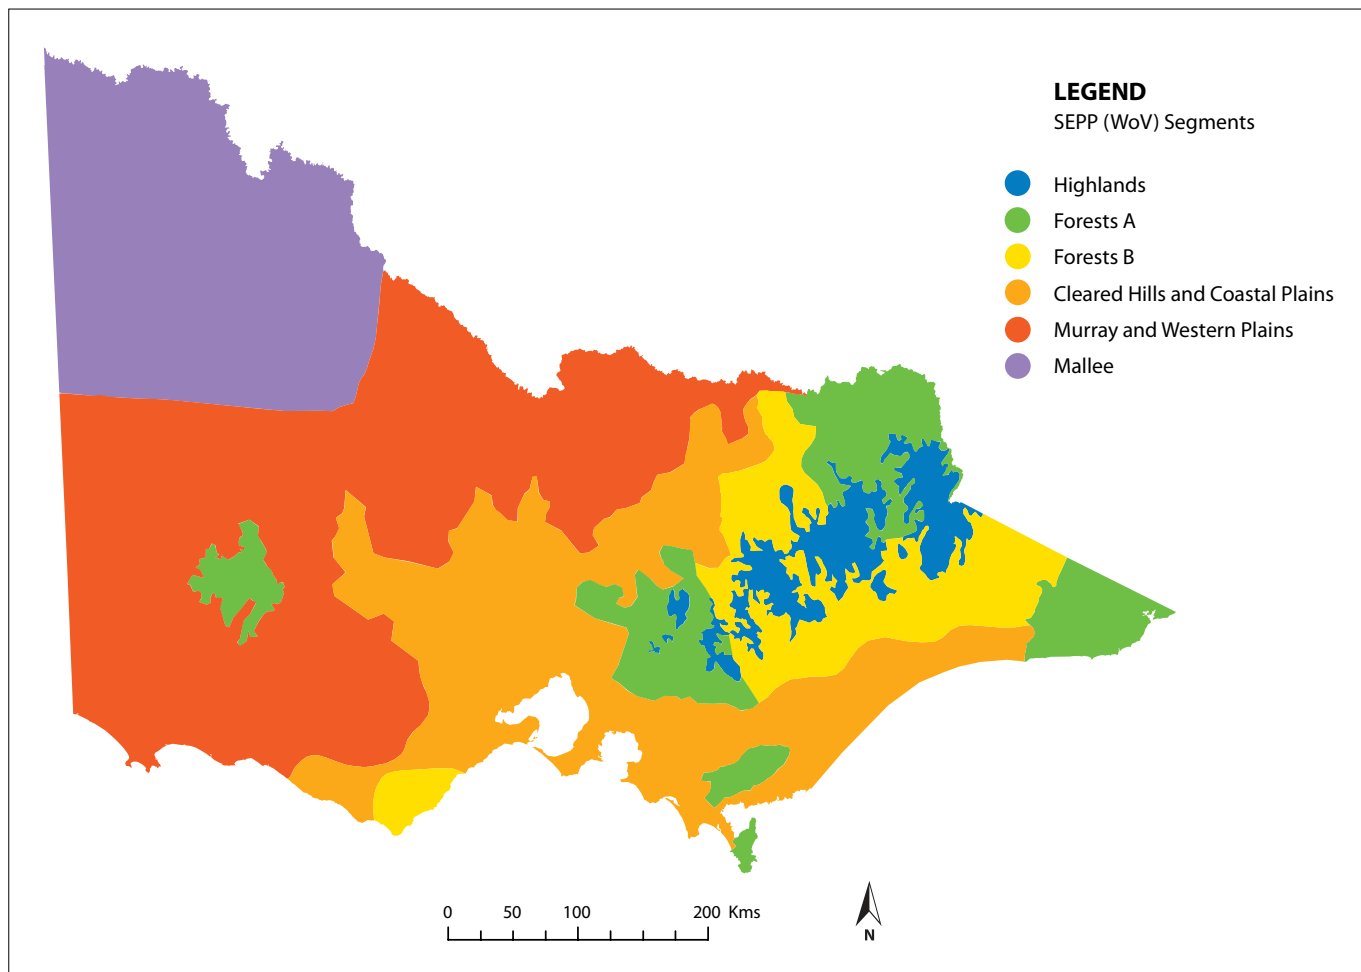 LEGEND
SEPP (WoV) Segments
Highlands
Forests A
Forests B
Cleared Hills and Coastal Plains
Murray and Western Plains
Mallee
0 50 100 200 Kms
N